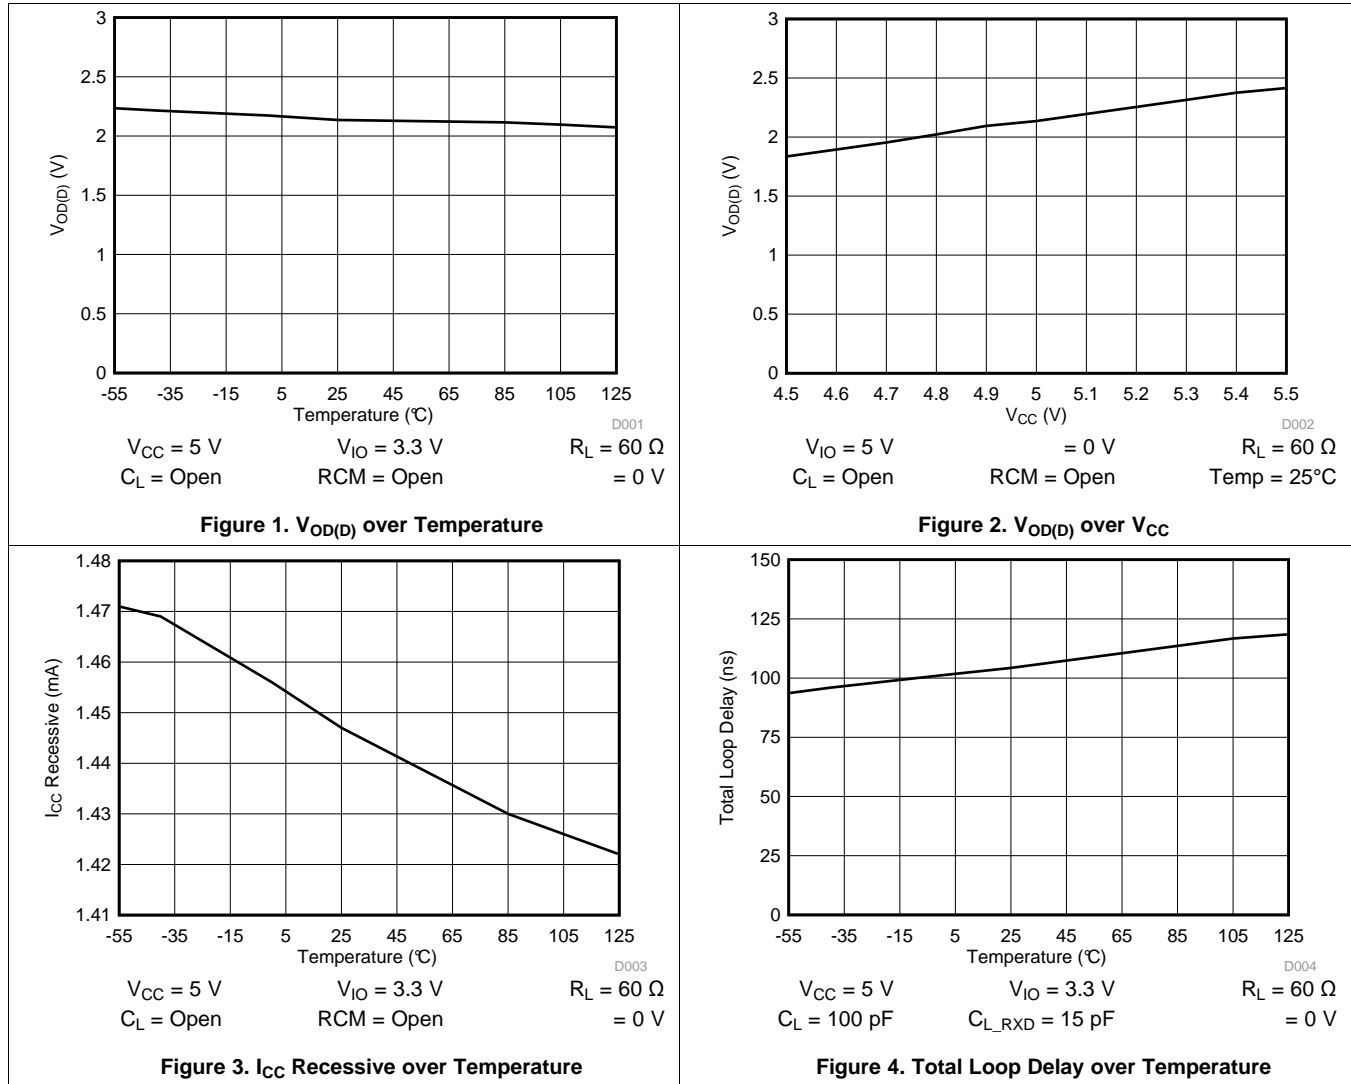 3
2.5
2
1.5
1
0.5
0
V_OD(D) (V)
-55 -35 -15 5 25 45 65 85 105 125
Temperature (°C)
D001
V_CC = 5 V V_IO = 3.3 V R_L = 60 Ω
C_L = Open RCM = Open = 0 V
Figure 1. V_OD(D) over Temperature
3
2.5
2
1.5
1
0.5
0
V_OD(D) (V)
4.5 4.6 4.7 4.8 4.9 5 5.1 5.2 5.3 5.4 5.5
V_CC (V)
D002
V_IO = 5 V = 0 V R_L = 60 Ω
C_L = Open RCM = Open Temp = 25°C
Figure 2. V_OD(D) over V_CC
1.48
1.47
1.46
1.45
1.44
1.43
1.42
1.41
I_CC Recessive (mA)
-55 -35 -15 5 25 45 65 85 105 125
Temperature (°C)
D003
V_CC = 5 V V_IO = 3.3 V R_L = 60 Ω
C_L = Open RCM = Open = 0 V
Figure 3. I_CC Recessive over Temperature
150
125
100
75
50
25
0
Total Loop Delay (ns)
-55 -35 -15 5 25 45 65 85 105 125
Temperature (°C)
D004
V_CC = 5 V V_IO = 3.3 V R_L = 60 Ω
C_L = 100 pF C_L_RXD = 15 pF = 0 V
Figure 4. Total Loop Delay over Temperature